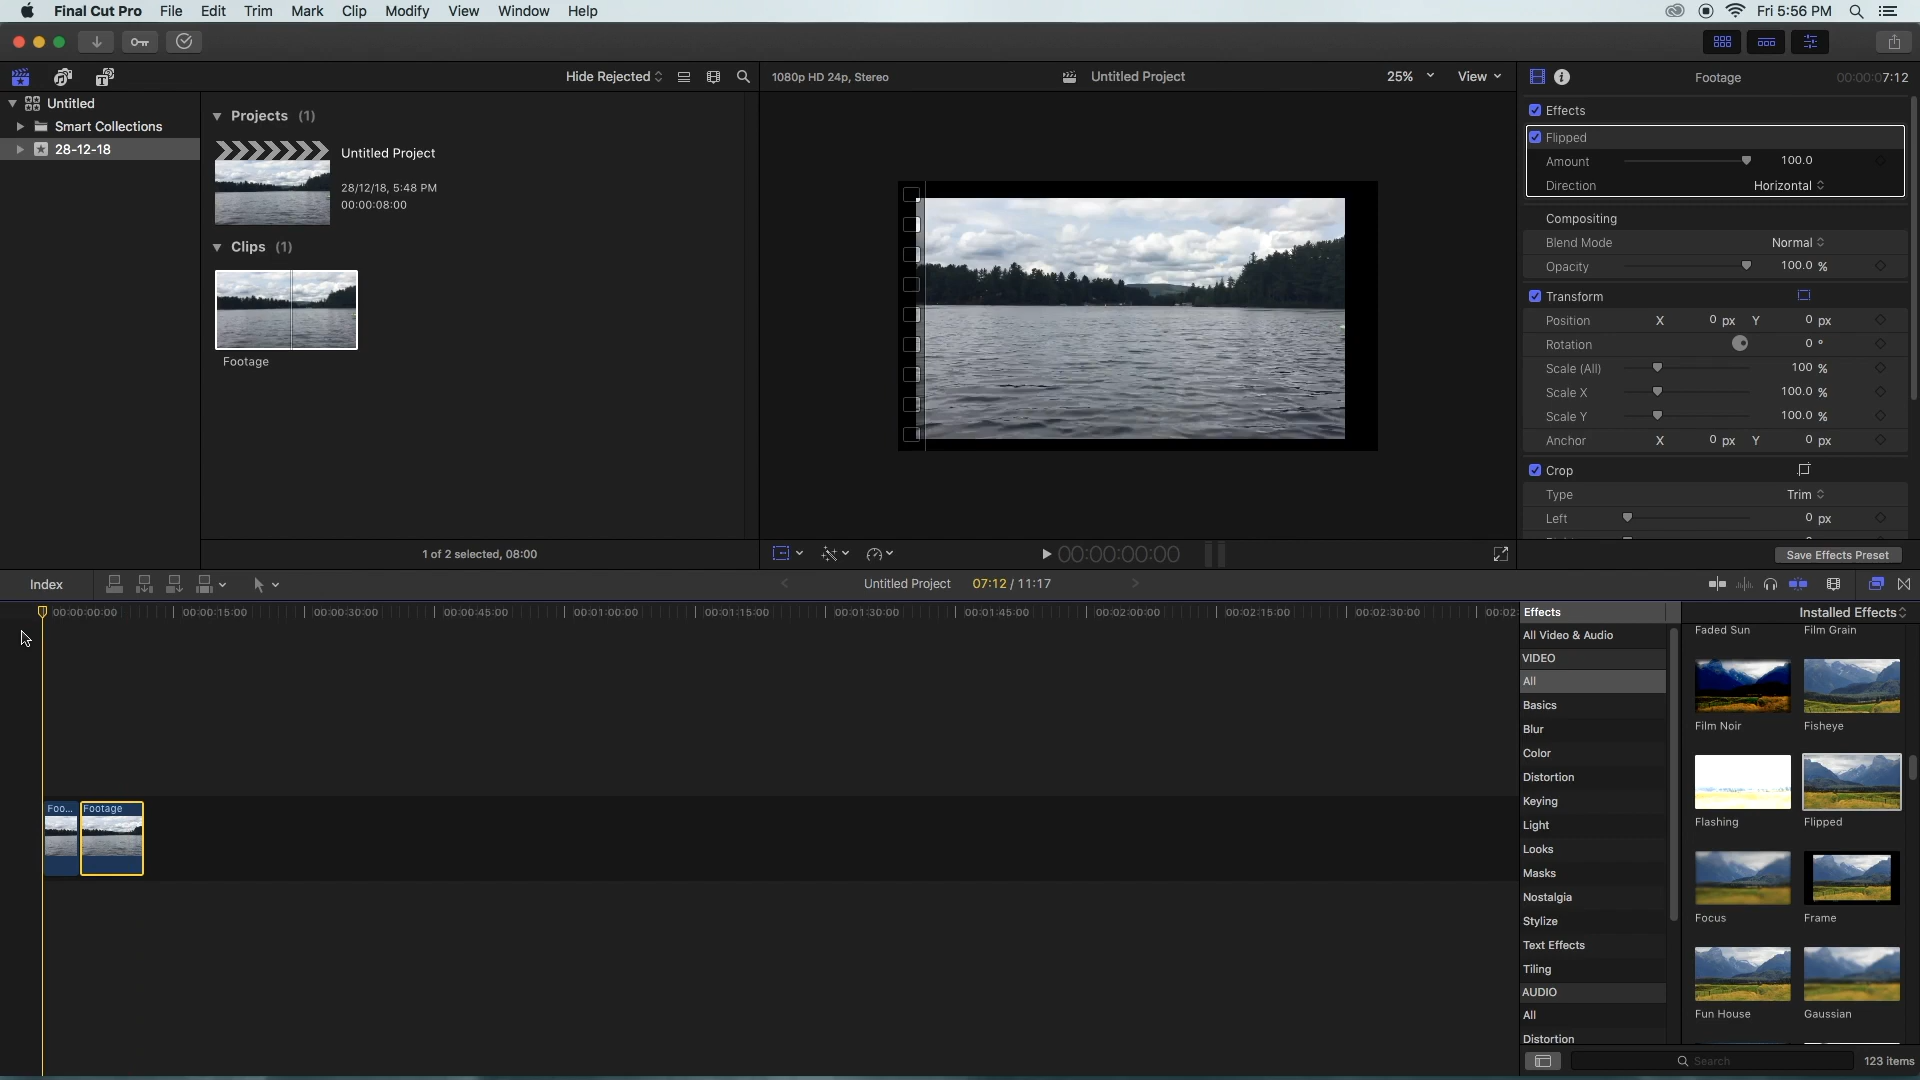 Final Cut Pro File Edit Trim Mark Clip Modify View Window Help Fri 5:56 PM
Hide Rejected 1080p HD 24p, Stereo Untitled Project 25% View Footage 00:00:07:12
Untitled
Smart Collections
28-12-18
Projects (1)
Untitled Project
28/12/18, 5:48 PM
00:00:08:00
Clips (1)
Footage
1 of 2 selected, 08:00
00:00:00:00
Effects
Flipped
Amount 100.0
Direction Horizontal
Compositing
Blend Mode Normal
Opacity 100.0 %
Transform
Position X 0 px Y 0 px
Rotation 0 °
Scale (All) 100 %
Scale X 100.0 %
Scale Y 100.0 %
Anchor X 0 px Y 0 px
Crop
Type Trim
Left 0 px
Save Effects Preset
Index Untitled Project 07:12 / 11:17
00:00:00:00 00:00:15:00 00:00:30:00 00:00:45:00 00:01:00:00 00:01:15:00 00:01:30:00 00:01:45:00 00:02:00:00 00:02:15:00 00:02:30:00
Foo... Footage
Effects Installed Effects
All Video & Audio
VIDEO
All
Basics
Blur
Color
Distortion
Keying
Light
Looks
Masks
Nostalgia
Stylize
Text Effects
Tiling
AUDIO
All
Distortion
Faded Sun Film Grain
Film Noir Fisheye
Flashing Flipped
Focus Frame
Fun House Gaussian
Search 123 items